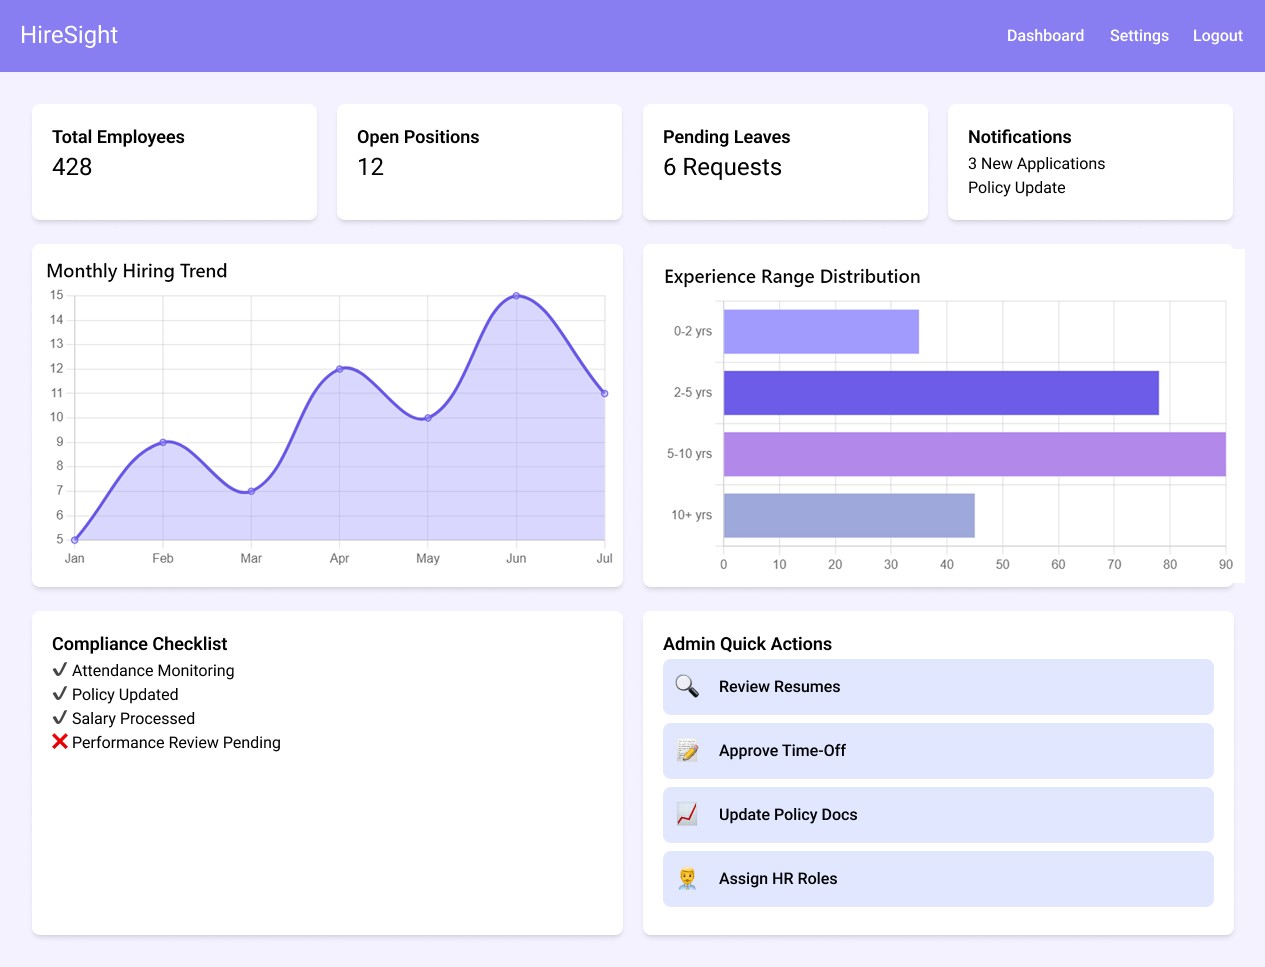 HireSight
Dashboard Settings Logout
Total Employees
428
Open Positions
12
Pending Leaves
6 Requests
Notifications
3 New Applications
Policy Update
Monthly Hiring Trend
15
14
13
12
11
10
9
8
7
6
5
Jan Feb Mar Apr May Jun Jul
Experience Range Distribution
0-2 yrs
2-5 yrs
5-10 yrs
10+ yrs
0 10 20 30 40 50 60 70 80 90
Compliance Checklist
✔ Attendance Monitoring
✔ Policy Updated
✔ Salary Processed
❌ Performance Review Pending
Admin Quick Actions
Review Resumes
Approve Time-Off
Update Policy Docs
Assign HR Roles